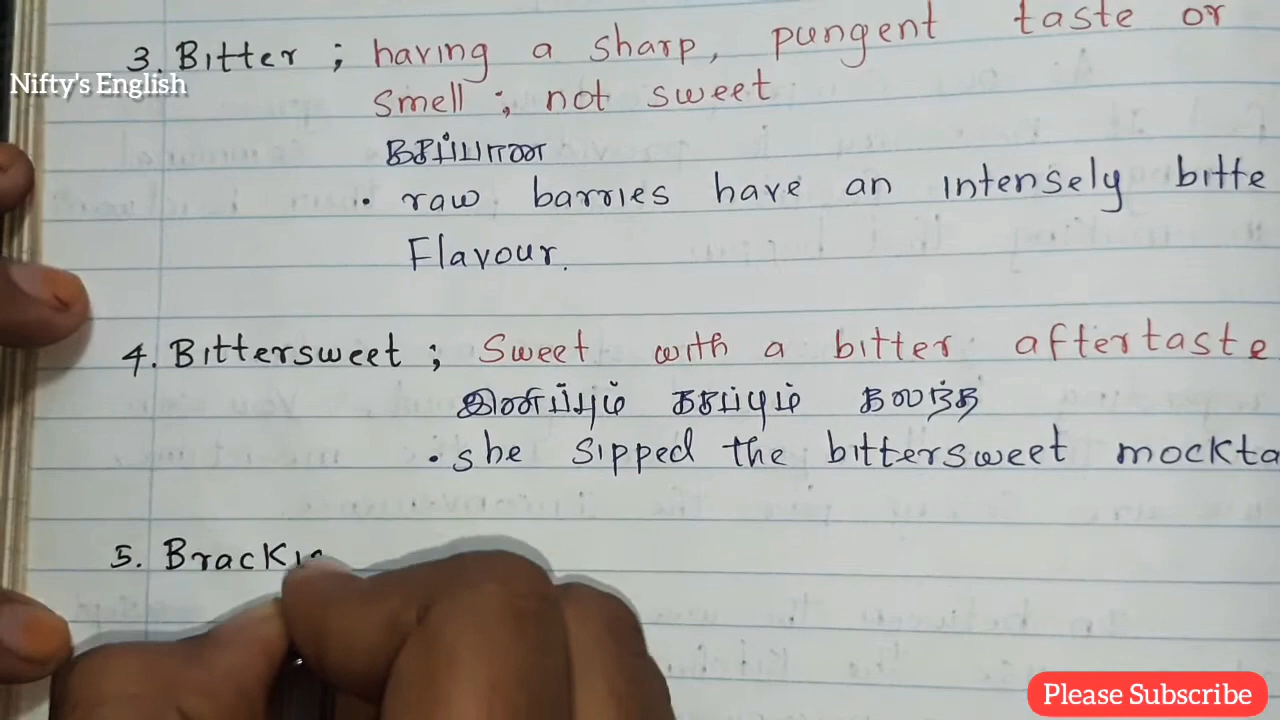 3. Bitter ; having a sharp, pungent taste or
Nifty's English
smell ; not sweet
கசப்பான
• raw barries have an intensely bitte
Flavour.
4. Bittersweet ; Sweet with a bitter aftertaste
இனிப்பும் கசப்பும் கலந்த
• she sipped the bittersweet mockta
5. Bracki
Please Subscribe